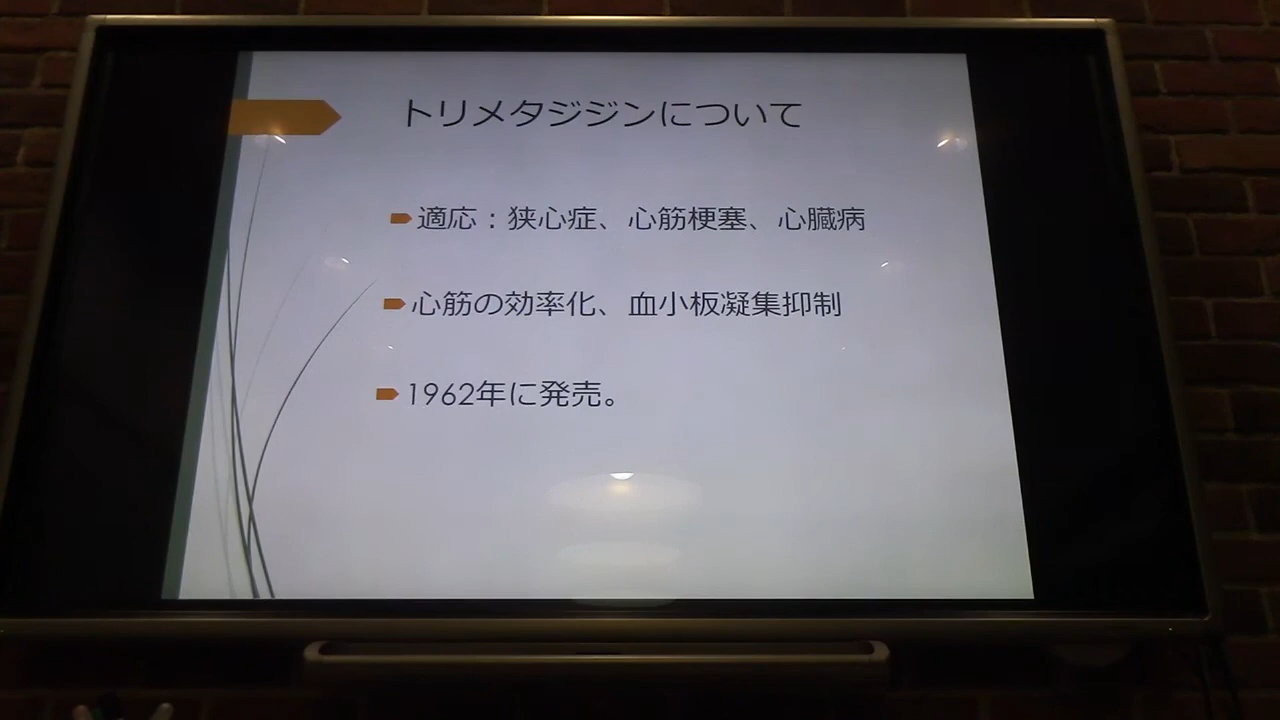 トリメタジジンについて
適応：狭心症、心筋梗塞、心臓病
心筋の効率化、血小板凝集抑制
1962年に発売。